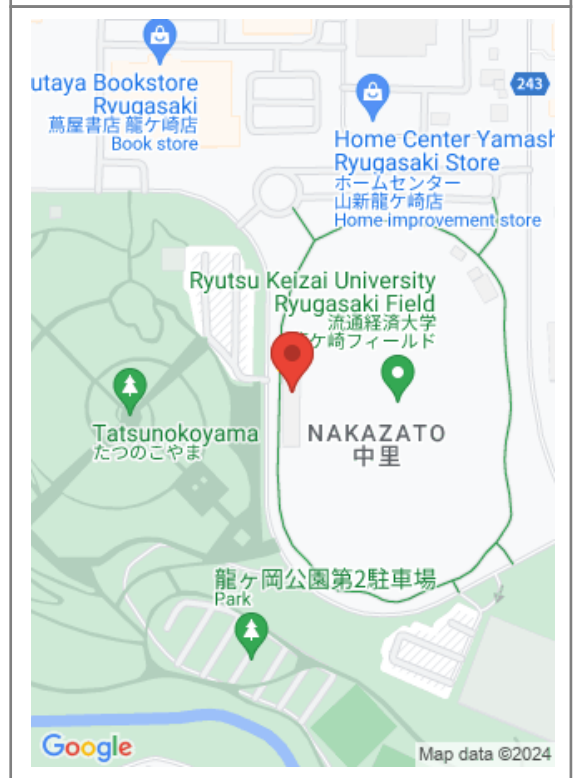 utaya Bookstore
Ryugasaki
蔦屋書店 龍ケ崎店
Book store
243
Home Center Yamash
Ryugasaki Store
ホームセンター
山新龍ケ崎店
Home improvement store
Ryutsu Keizai University
Ryugasaki Field
流通経済大学
ケ崎フィールド
Tatsunokoyama
たつのこやま
NAKAZATO
中里
龍ヶ岡公園第2駐車場
Park
Google
Map data ©2024